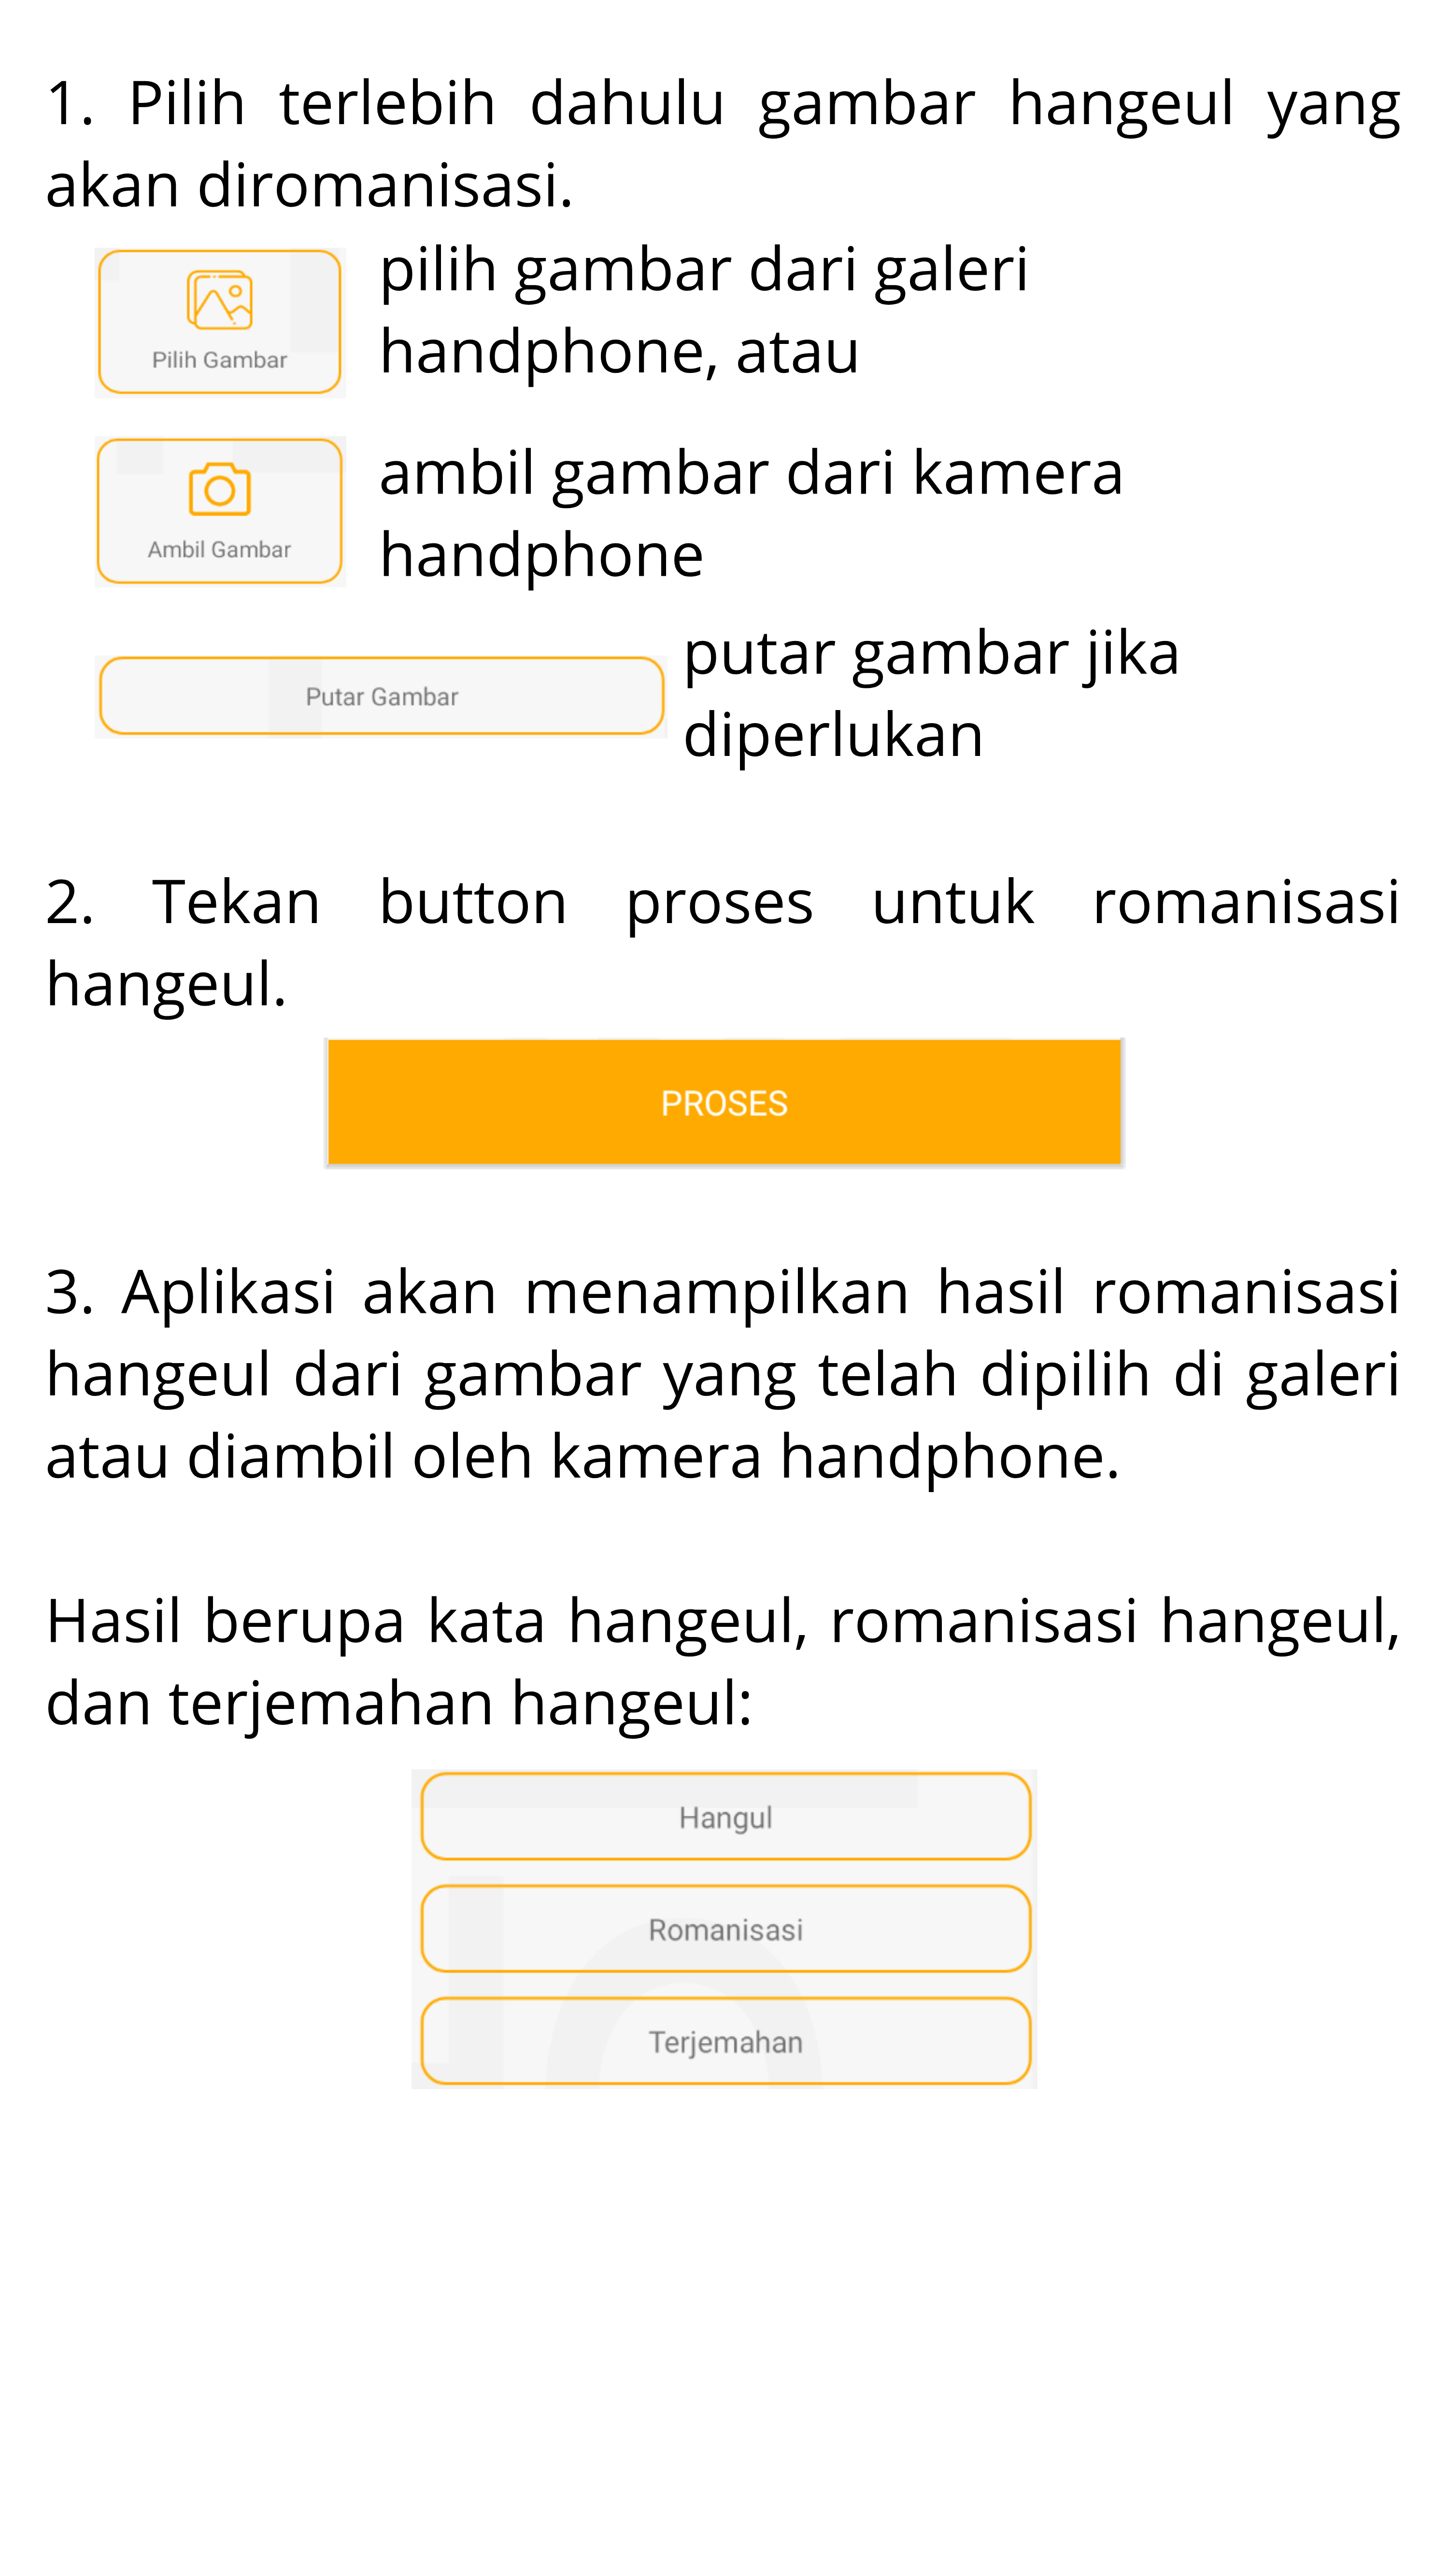 1. Pilih terlebih dahulu gambar hangeul yang
akan diromanisasi.
Pilih Gambar
pilih gambar dari galeri
handphone, atau
Ambil Gambar
ambil gambar dari kamera
handphone
Putar Gambar
putar gambar jika
diperlukan
2. Tekan button proses untuk romanisasi
hangeul.
PROSES
3. Aplikasi akan menampilkan hasil romanisasi
hangeul dari gambar yang telah dipilih di galeri
atau diambil oleh kamera handphone.
Hasil berupa kata hangeul, romanisasi hangeul,
dan terjemahan hangeul:
Hangul
Romanisasi
Terjemahan